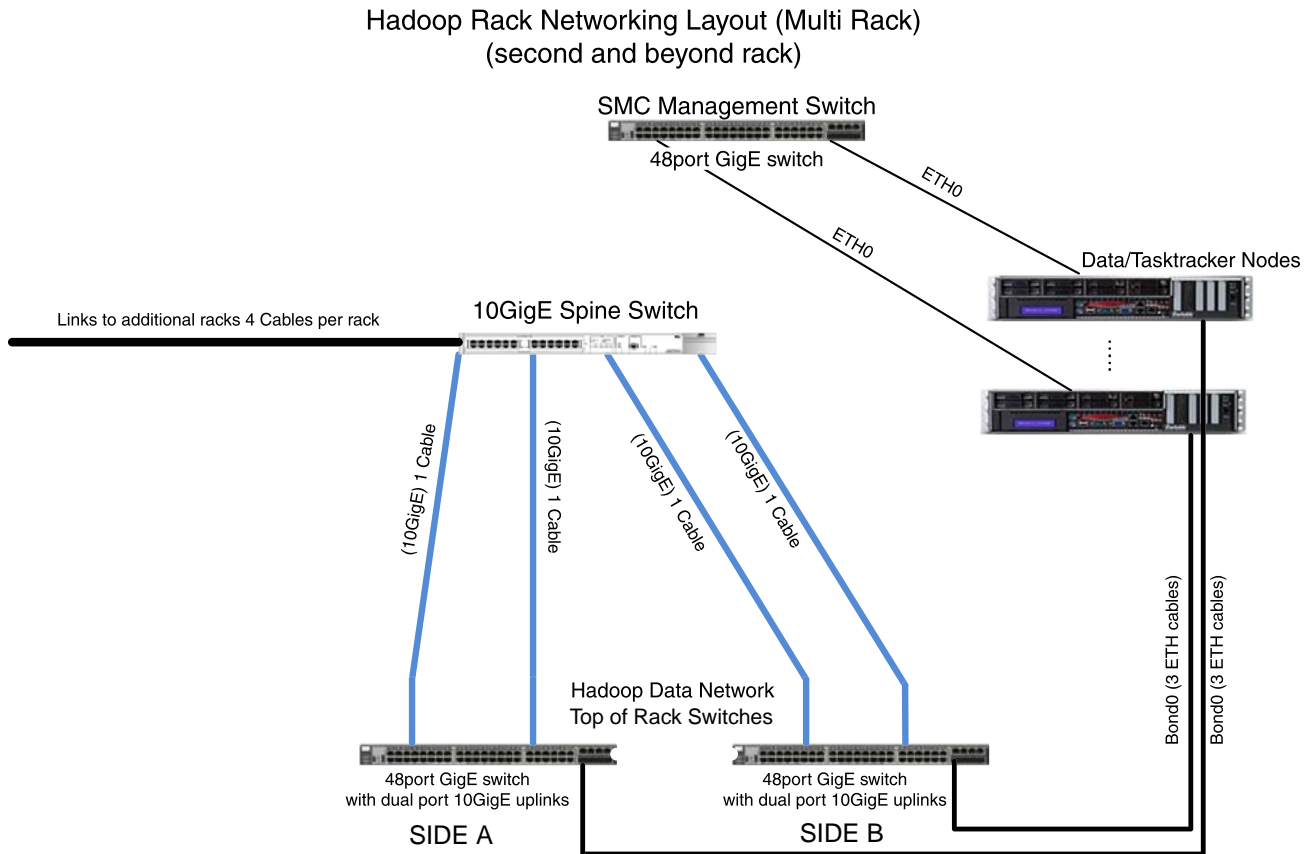 Hadoop Rack Networking Layout (Multi Rack)
(second and beyond rack)
SMC Management Switch
48port GigE switch
ETH0
ETH0
Data/Tasktracker Nodes
Links to additional racks 4 Cables per rack
10GigE Spine Switch
(10GigE) 1 Cable
(10GigE) 1 Cable
(10GigE) 1 Cable
(10GigE) 1 Cable
Bond0 (3 ETH cables)
Bond0 (3 ETH cables)
Hadoop Data Network
Top of Rack Switches
48port GigE switch
with dual port 10GigE uplinks
SIDE A
48port GigE switch
with dual port 10GigE uplinks
SIDE B